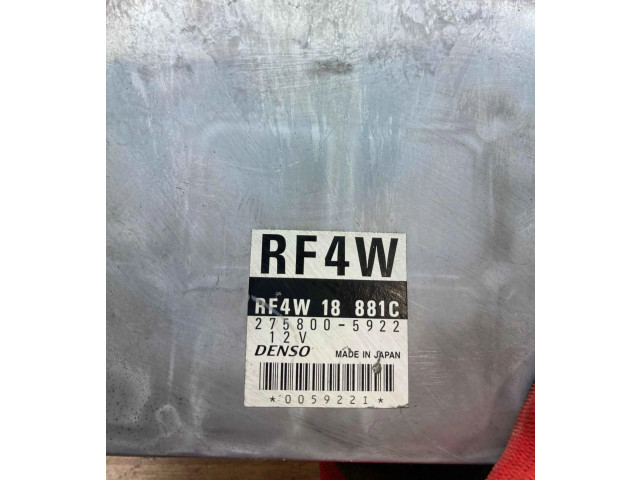 RF4W
RF4W 18 881C
275800-5922
12V
DENSO MADE IN JAPAN
*0059221*